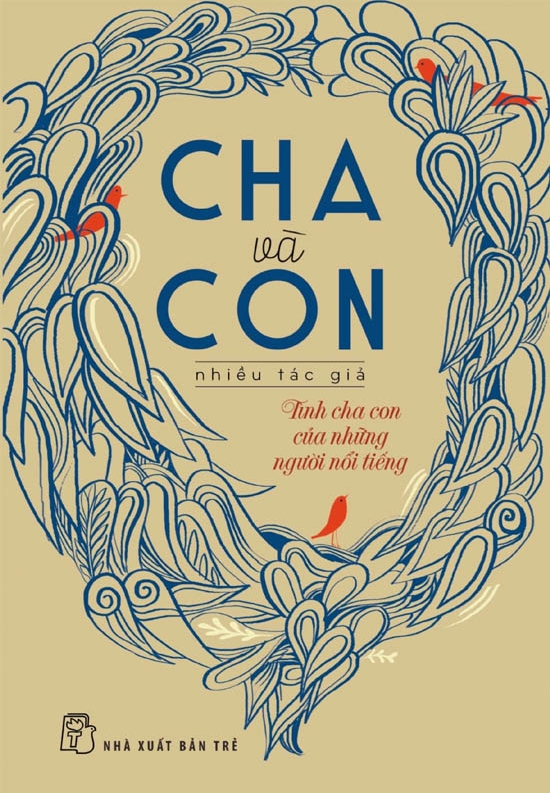 CHA
và
CON
nhiều tác giả
Tình cha con
của những
người nổi tiếng
NHÀ XUẤT BẢN TRẺ